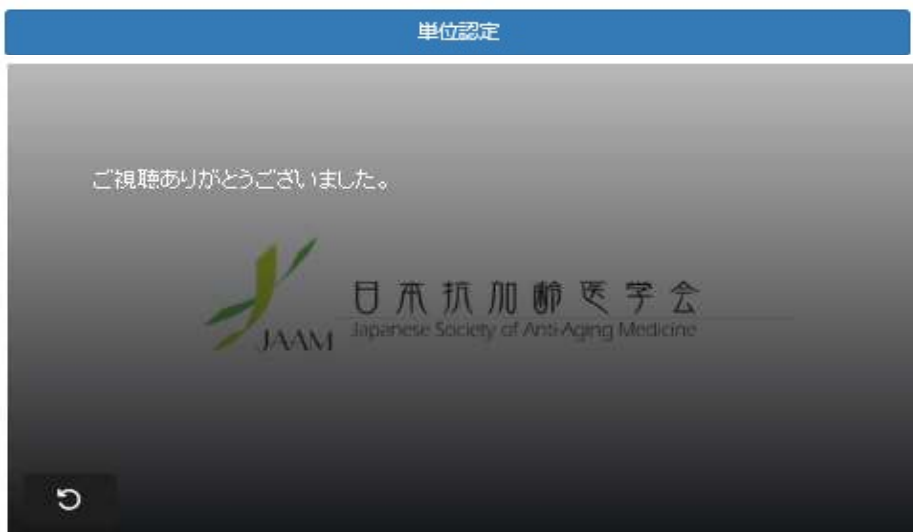 単位認定
ご視聴ありがとうございました。
日本抗加齢医学会
JAAM Japanese Society of Anti-Aging Medicine